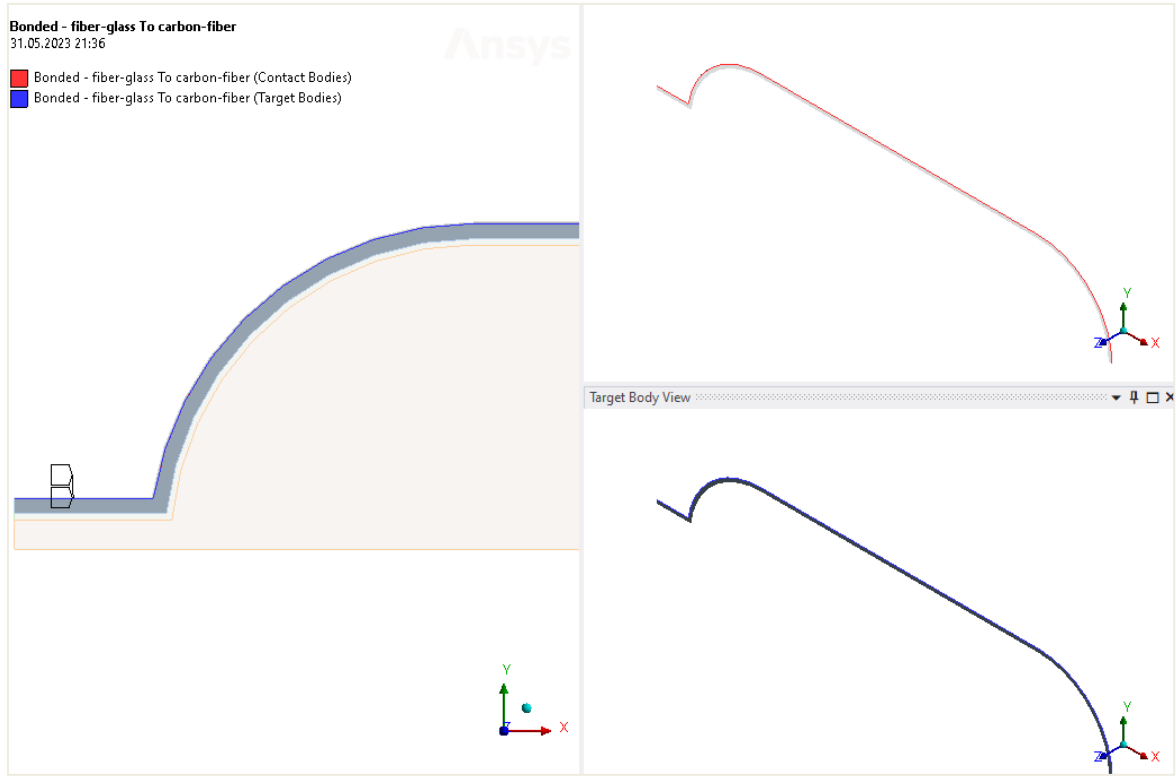 Bonded - fiber-glass To carbon-fiber
31.05.2023 21:36
Ansys
Bonded - fiber-glass To carbon-fiber (Contact Bodies)
Bonded - fiber-glass To carbon-fiber (Target Bodies)
Y
Z
X
Y
Z
X
Target Body View
Y
Z
X